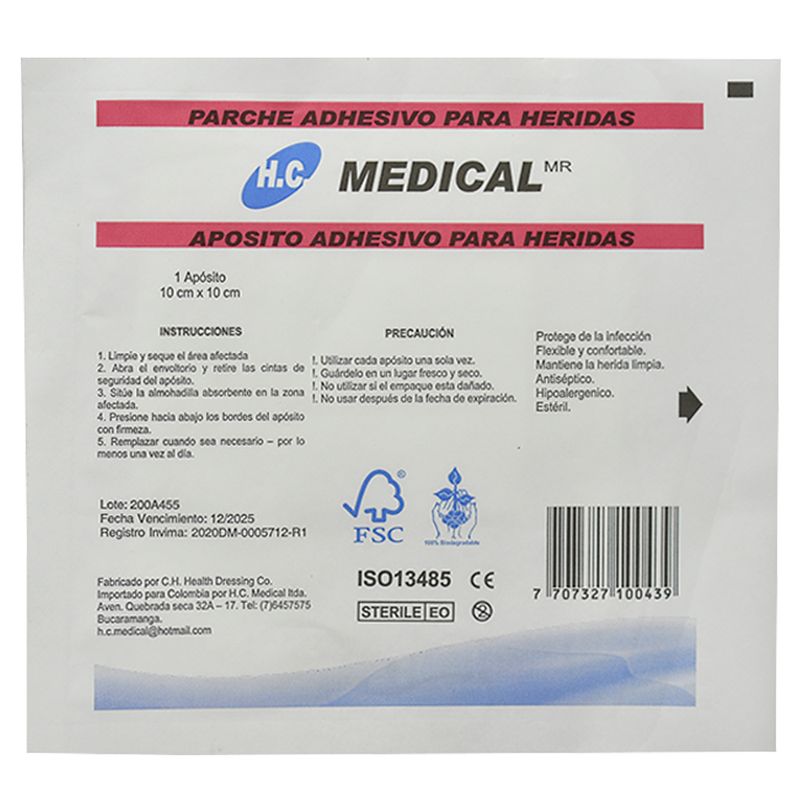 PARCHE ADHESIVO PARA HERIDAS
H.C. MEDICAL MR
APOSITO ADHESIVO PARA HERIDAS
1 Apósito
10 cm x 10 cm
INSTRUCCIONES
1. Limpie y seque el área afectada
2. Abra el envoltorio y retire las cintas de
seguridad del apósito.
3. Sitúe la almohadilla absorbente en la zona
afectada.
4. Presione hacia abajo los bordes del apósito
con firmeza.
5. Remplazar cuando sea necesario – por lo
menos una vez al día.
PRECAUCIÓN
!. Utilizar cada apósito una sola vez.
!. Guárdelo en un lugar fresco y seco.
!. No utilizar si el empaque esta dañado.
!. No usar después de la fecha de expiración.
Protege de la infección
Flexible y confortable.
Mantiene la herida limpia.
Antiséptico.
Hipoalergenico.
Estéril.
Lote: 200A455
Fecha Vencimiento: 12/2025
Registro Invima: 2020DM-0005712-R1
FSC ®
100% Biodegradable
Fabricado por C.H. Health Dressing Co.
Importado para Colombia por H.C. Medical ltda.
Aven. Quebrada seca 32A – 17. Tel: (7)6457575
Bucaramanga.
h.c.medical@hotmail.com
ISO13485 CE
STERILE EO 2
7 707327 100439